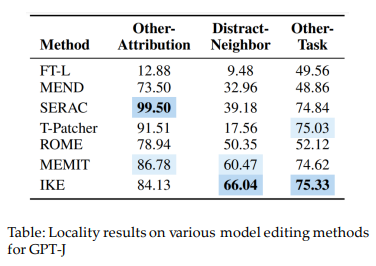 Other- Distract- Other-
Method Attribution Neighbor Task
FT-L 12.88 9.48 49.56
MEND 73.50 32.96 48.86
SERAC 99.50 39.18 74.84
T-Patcher 91.51 17.56 75.03
ROME 78.94 50.35 52.12
MEMIT 86.78 60.47 74.62
IKE 84.13 66.04 75.33
Table: Locality results on various model editing methods
for GPT-J